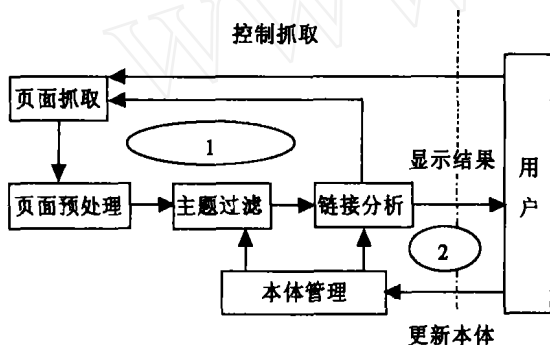 控制抓取
页面抓取
1
显示结果
用户
页面预处理
主题过滤
链接分析
2
本体管理
更新本体